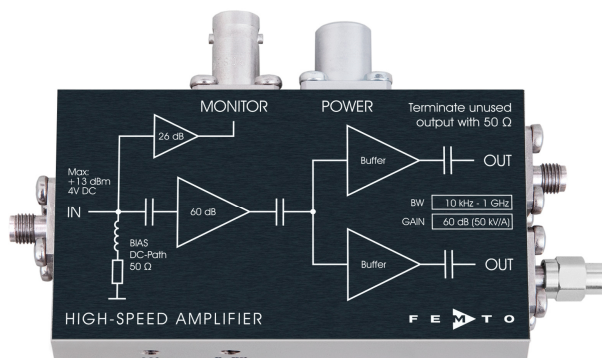 MONITOR
POWER
Terminate unused
output with 50 Ω
26 dB
Buffer
OUT
Max:
+13 dBm
4V DC
IN
60 dB
BW 10 kHz - 1 GHz
GAIN 60 dB (50 kV/A)
BIAS
DC-Path
50 Ω
Buffer
OUT
HIGH-SPEED AMPLIFIER
FEMTO